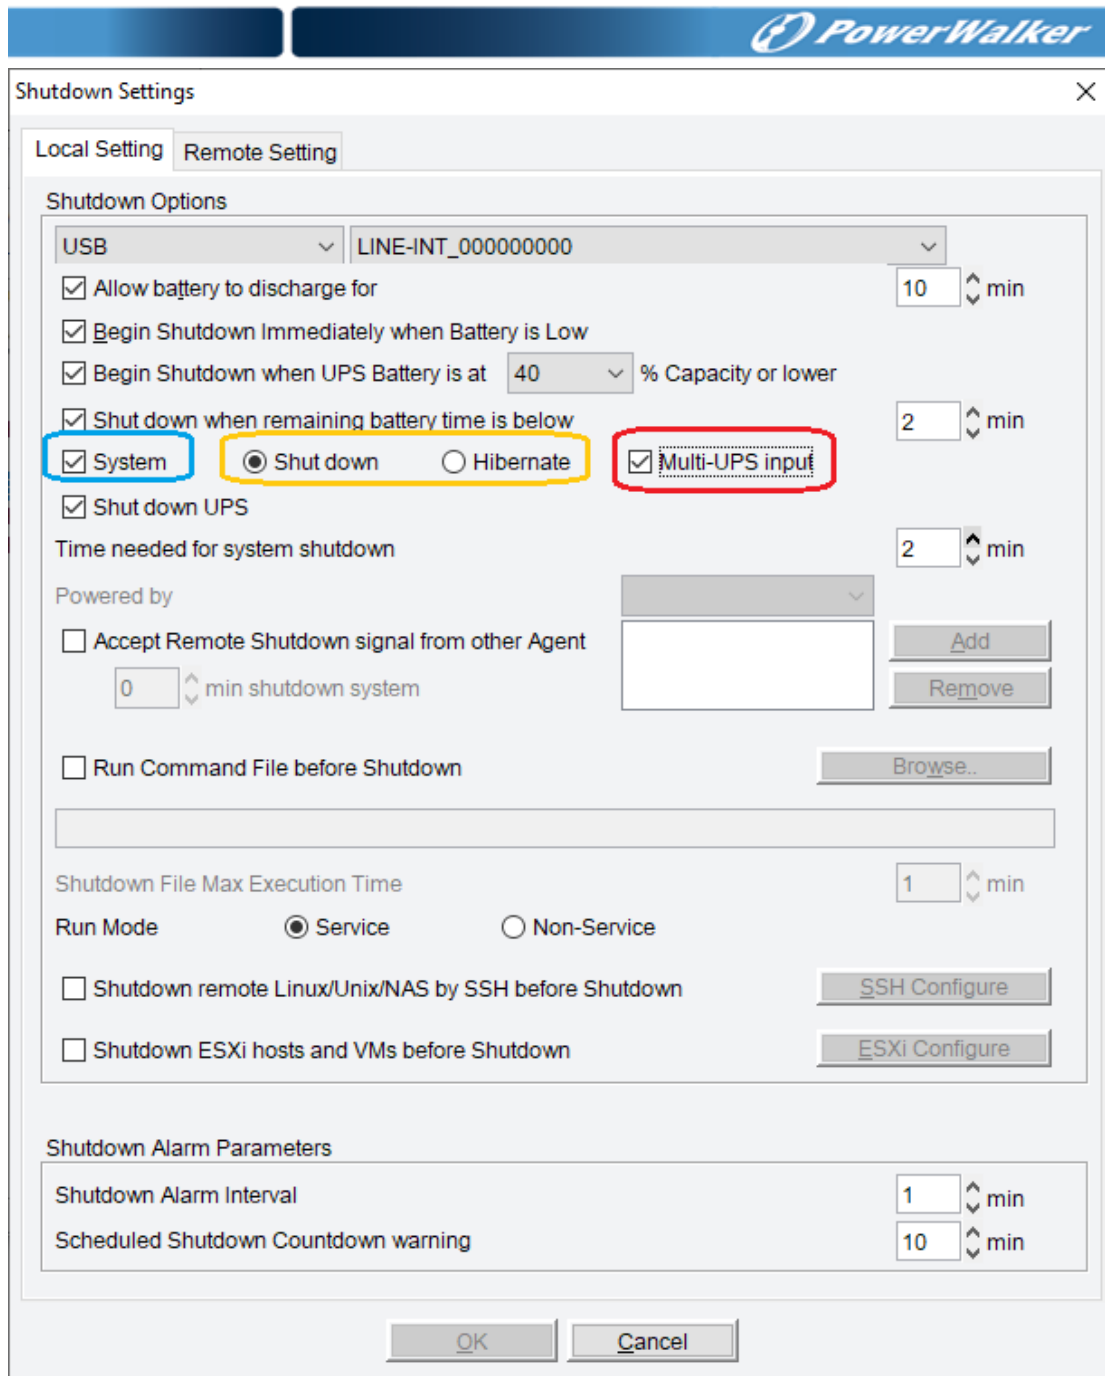 PowerWalker
Shutdown Settings
Local Setting Remote Setting
Shutdown Options
USB LINE-INT_000000000
Allow battery to discharge for 10 min
Begin Shutdown Immediately when Battery is Low
Begin Shutdown when UPS Battery is at 40 % Capacity or lower
Shut down when remaining battery time is below 2 min
System Shut down Hibernate Multi-UPS input
Shut down UPS
Time needed for system shutdown 2 min
Powered by
Accept Remote Shutdown signal from other Agent Add
0 min shutdown system Remove
Run Command File before Shutdown Browse..
Shutdown File Max Execution Time 1 min
Run Mode Service Non-Service
Shutdown remote Linux/Unix/NAS by SSH before Shutdown SSH Configure
Shutdown ESXi hosts and VMs before Shutdown ESXi Configure
Shutdown Alarm Parameters
Shutdown Alarm Interval 1 min
Scheduled Shutdown Countdown warning 10 min
OK Cancel